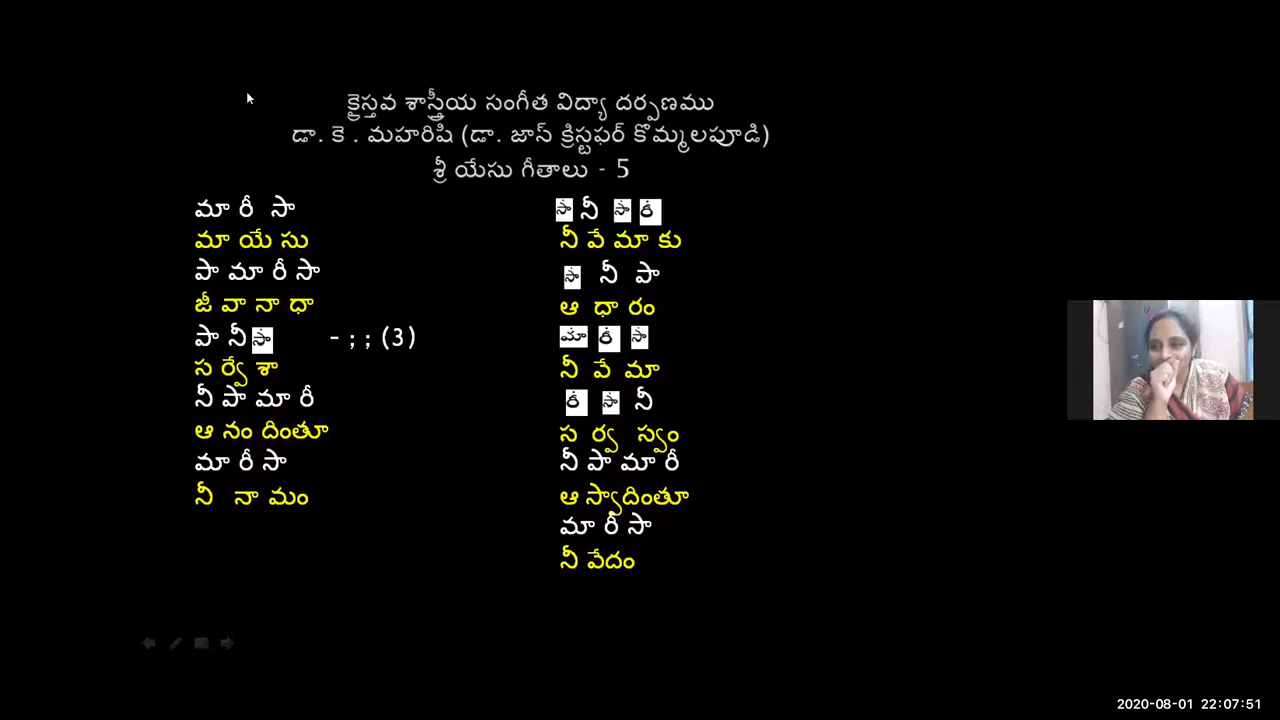 క్రైస్తవ శాస్త్రీయ సంగీత విద్యా దర్పణము
డా. కె . మహరిషి (డా. జాస్ క్రిస్టఫర్ కొమ్మలపూడి)
శ్రీ యేసు గీతాలు - 5
మా రీ సా
మా యే సు
పా మా రీ సా
జీ వా నా ధా
పా నీ సా - ; ; (3)
స ర్వే శా
నీ పా మా రీ
ఆ నం దింతూ
మా రీ సా
నీ నా మం
సా నీ సా రీ
నీ పే మా కు
సా నీ పా
ఆ ధా రం
మా రీ సా
నీ పే మా
రీ సా నీ
స ర్వ స్వం
నీ పా మా రీ
ఆ స్వాదింతూ
మా రీ సా
నీ పేదం
2020-08-01 22:07:51